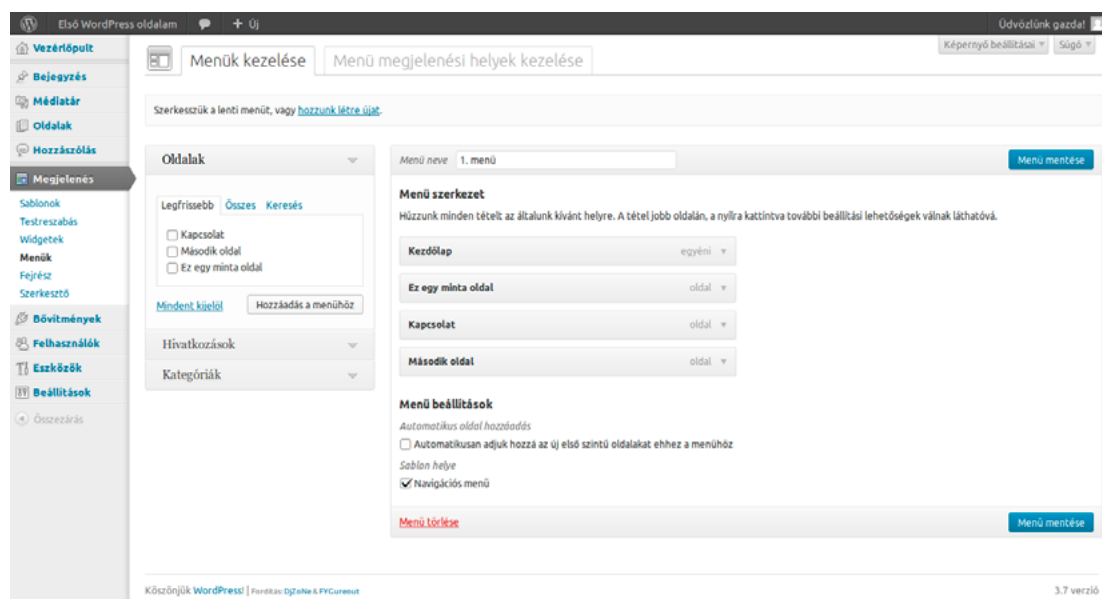 Első WordPress oldalam + Új Üdvözlünk gazda!
Vezérlőpult
Bejegyzés
Médiatár
Oldalak
Hozzászólás
Megjelenés
Sablonok
Testreszabás
Widgetek
Menük
Fejrész
Szerkesztő
Bővítmények
Felhasználók
Eszközök
Beállítások
Összezárás
Képernyő beállításai Súgó
Menük kezelése Menü megjelenési helyek kezelése
Szerkesszük a lenti menüt, vagy hozzunk létre újat.
Oldalak
Legfrissebb Összes Keresés
Kapcsolat
Második oldal
Ez egy minta oldal
Mindent kijelöl Hozzáadás a menühöz
Hivatkozások
Kategóriák
Menü neve 1. menü Menü mentése
Menü szerkezet
Húzzunk minden tételt az általunk kívánt helyre. A tétel jobb oldalán, a nyílra kattintva további beállítási lehetőségek válnak láthatóvá.
Kezdőlap egyéni
Ez egy minta oldal oldal
Kapcsolat oldal
Második oldal oldal
Menü beállítások
Automatikus oldal hozzáadás
Automatikusan adjuk hozzá az új első szintű oldalakat ehhez a menühöz
Sablon helye
Navigációs menü
Menü törlése Menü mentése
Köszönjük WordPress! | Fordítás: DjZoNe & FYGureout 3.7 verzió